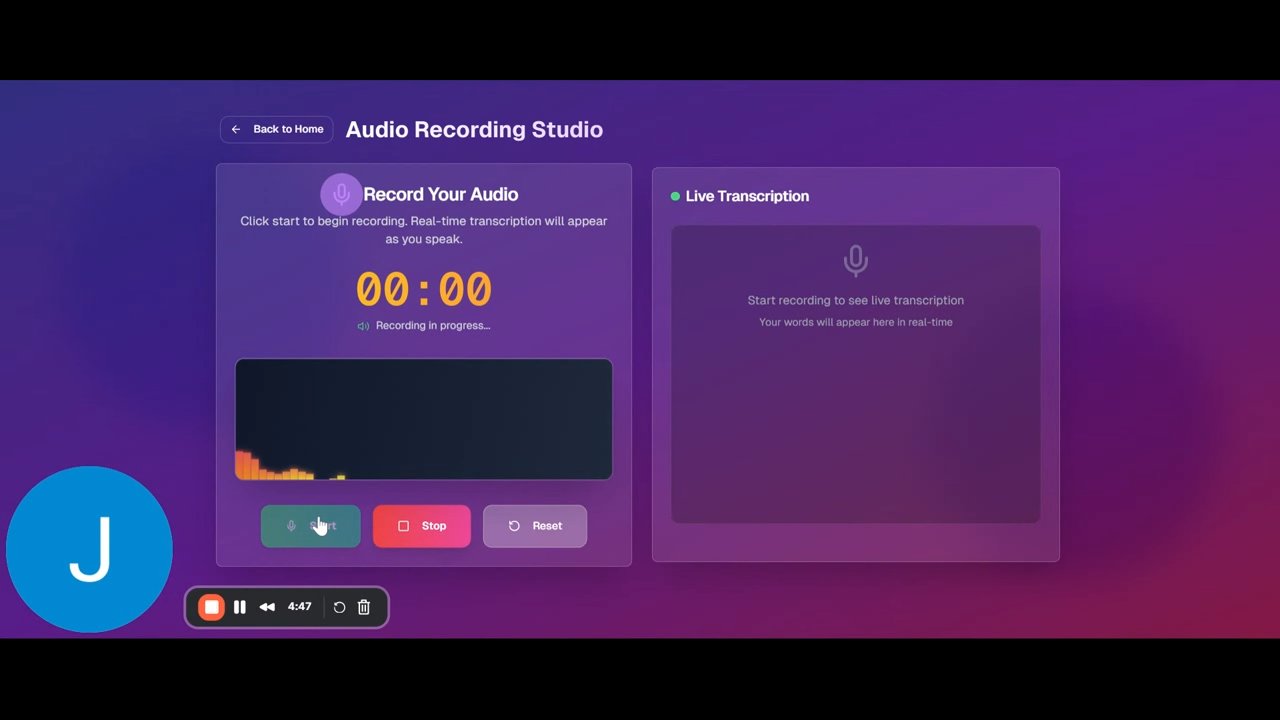 Back to Home
Audio Recording Studio
Record Your Audio
Click start to begin recording. Real-time transcription will appear
as you speak.
00:00
Recording in progress...
Start
Stop
Reset
Live Transcription
Start recording to see live transcription
Your words will appear here in real-time
J
4:47